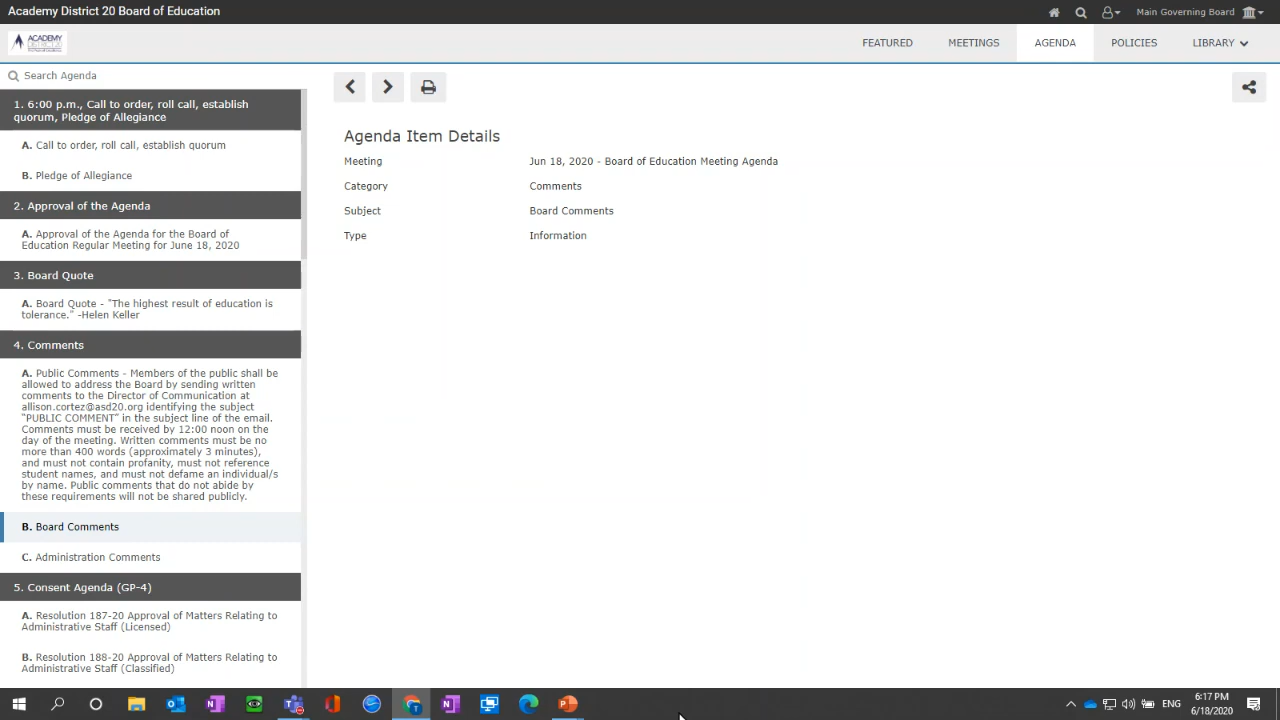 Academy District 20 Board of Education
Main Governing Board
ACADEMY
DISTRICT 20
FEATURED
MEETINGS
AGENDA
POLICIES
LIBRARY
Search Agenda
1. 6:00 p.m., Call to order, roll call, establish
quorum, Pledge of Allegiance
A. Call to order, roll call, establish quorum
B. Pledge of Allegiance
2. Approval of the Agenda
A. Approval of the Agenda for the Board of
Education Regular Meeting for June 18, 2020
3. Board Quote
A. Board Quote - "The highest result of education is
tolerance." -Helen Keller
4. Comments
A. Public Comments - Members of the public shall be
allowed to address the Board by sending written
comments to the Director of Communication at
allison.cortez@asd20.org identifying the subject
"PUBLIC COMMENT" in the subject line of the email.
Comments must be received by 12:00 noon on the
day of the meeting. Written comments must be no
more than 400 words (approximately 3 minutes),
and must not contain profanity, must not reference
student names, and must not defame an individual/s
by name. Public comments that do not abide by
these requirements will not be shared publicly.
B. Board Comments
C. Administration Comments
5. Consent Agenda (GP-4)
A. Resolution 187-20 Approval of Matters Relating to
Administrative Staff (Licensed)
B. Resolution 188-20 Approval of Matters Relating to
Administrative Staff (Classified)
Agenda Item Details
Meeting Jun 18, 2020 - Board of Education Meeting Agenda
Category Comments
Subject Board Comments
Type Information
ENG
6:17 PM
6/18/2020